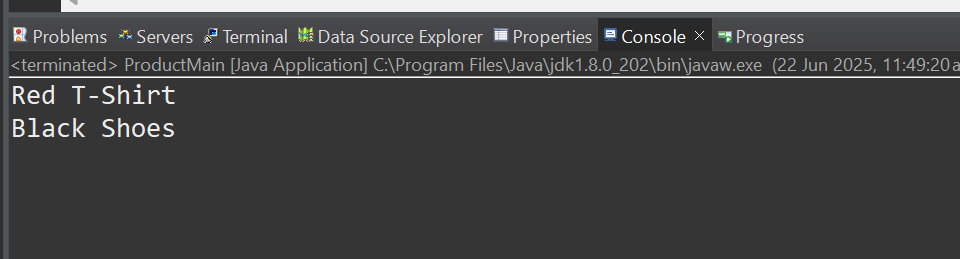 Problems Servers Terminal Data Source Explorer Properties Console Progress
<terminated> ProductMain [Java Application] C:\Program Files\Java\jdk1.8.0_202\bin\javaw.exe (22 Jun 2025, 11:49:20 a
Red T-Shirt
Black Shoes